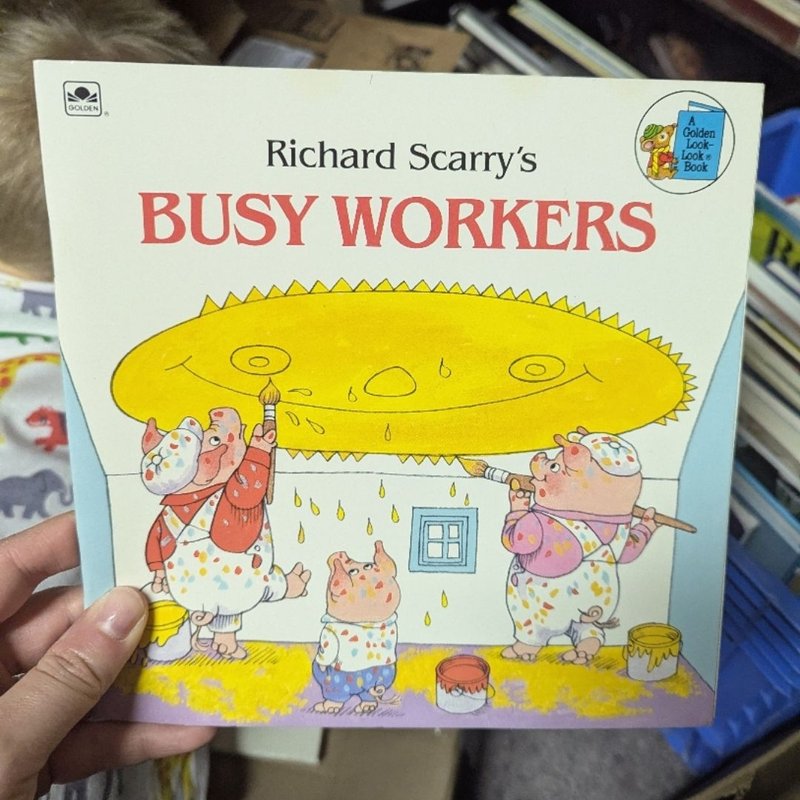 GOLDEN
®
A
Golden
Look-
Look®
Book
Richard Scarry's
BUSY WORKERS